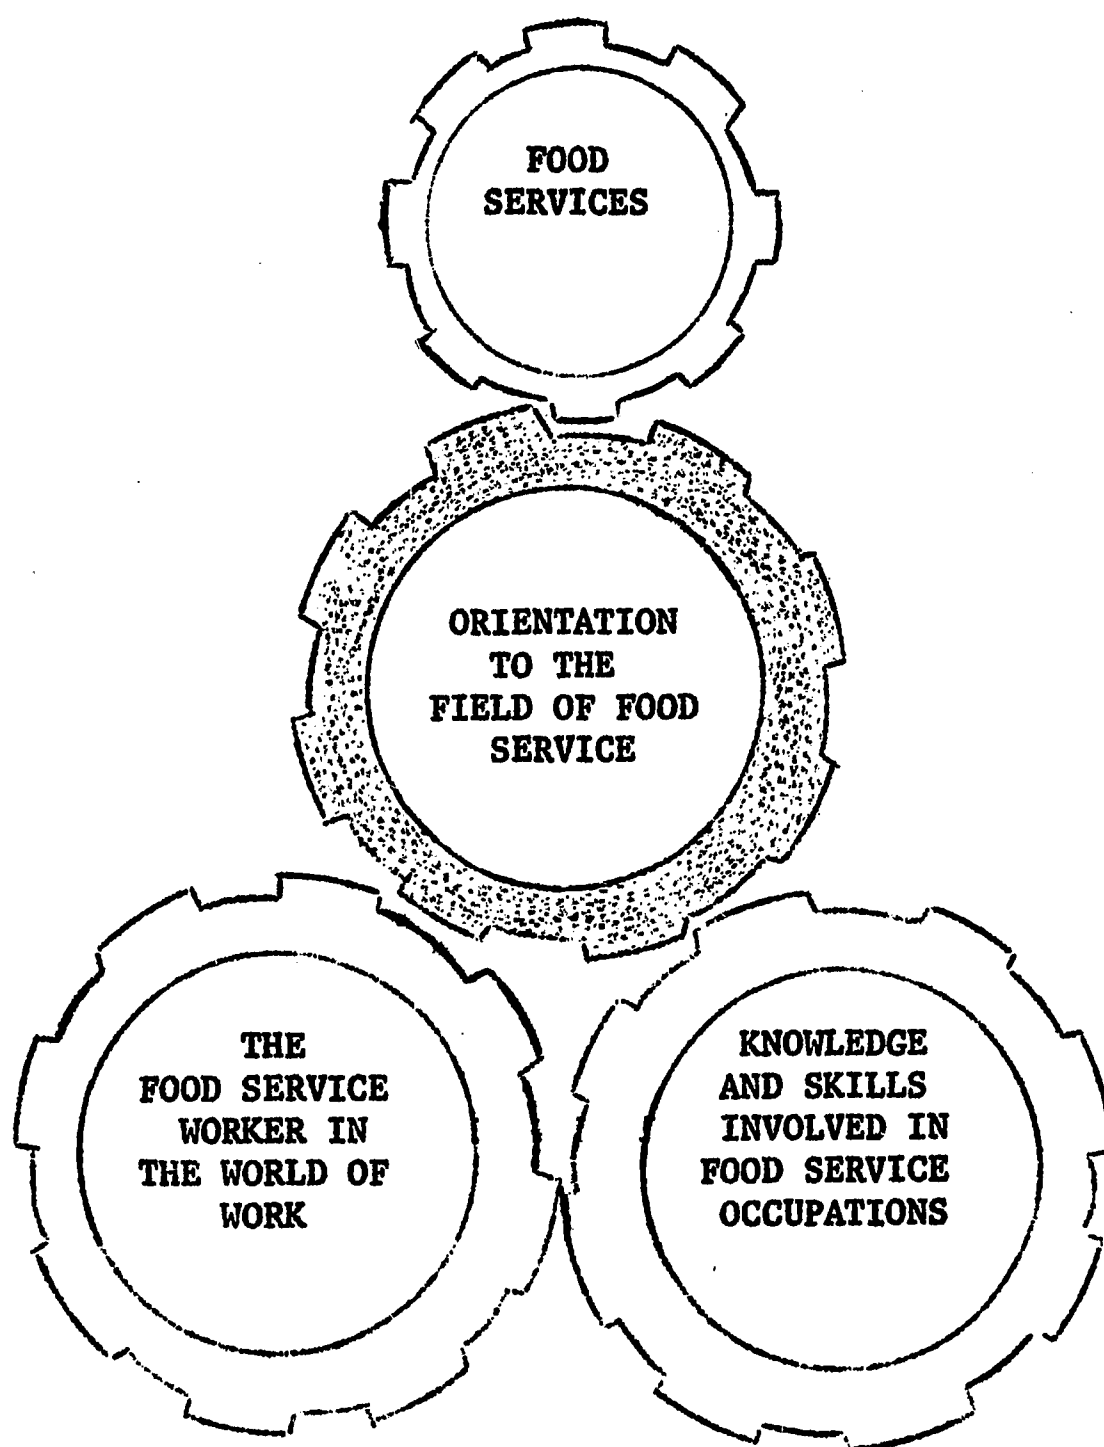 FOOD
SERVICES
ORIENTATION
TO THE
FIELD OF FOOD
SERVICE
THE
FOOD SERVICE
WORKER IN
THE WORLD OF
WORK
KNOWLEDGE
AND SKILLS
INVOLVED IN
FOOD SERVICE
OCCUPATIONS